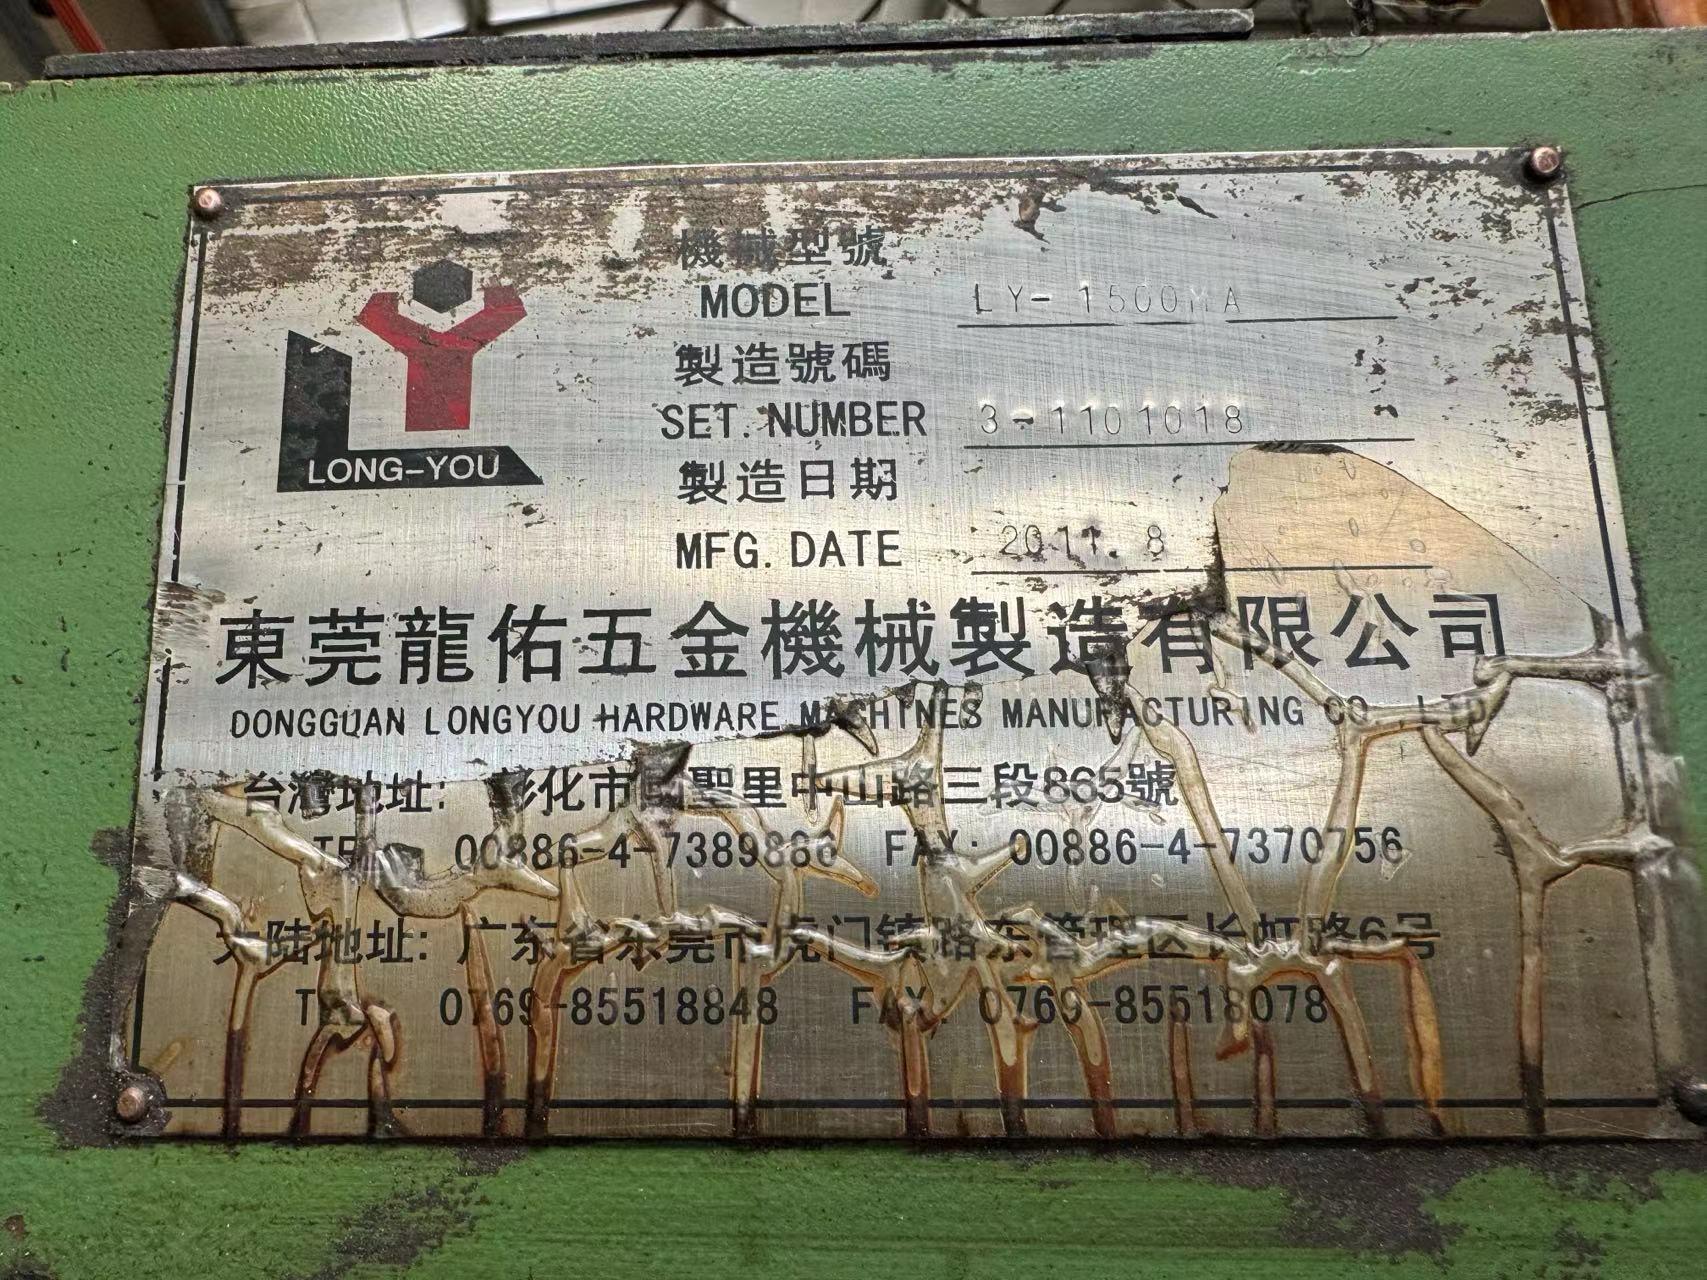 LONG-YOU
機械型號
MODEL LY-1500MA
製造號碼
SET.NUMBER 3-1101018
製造日期
MFG. DATE 2011.8
東莞龍佑五金機械製造有限公司
DONGGUAN LONGYOU HARDWARE MACHINES MANUFACTURING CO.,LTD
台灣地址: 彰化市國聖里中山路三段865號
TEL: 00886-4-7389886 FAX: 00886-4-7370756
大陆地址: 广东省东莞市虎门镇路东管理区长虹路6号
TEL: 0769-85518848 FAX: 0769-85518078